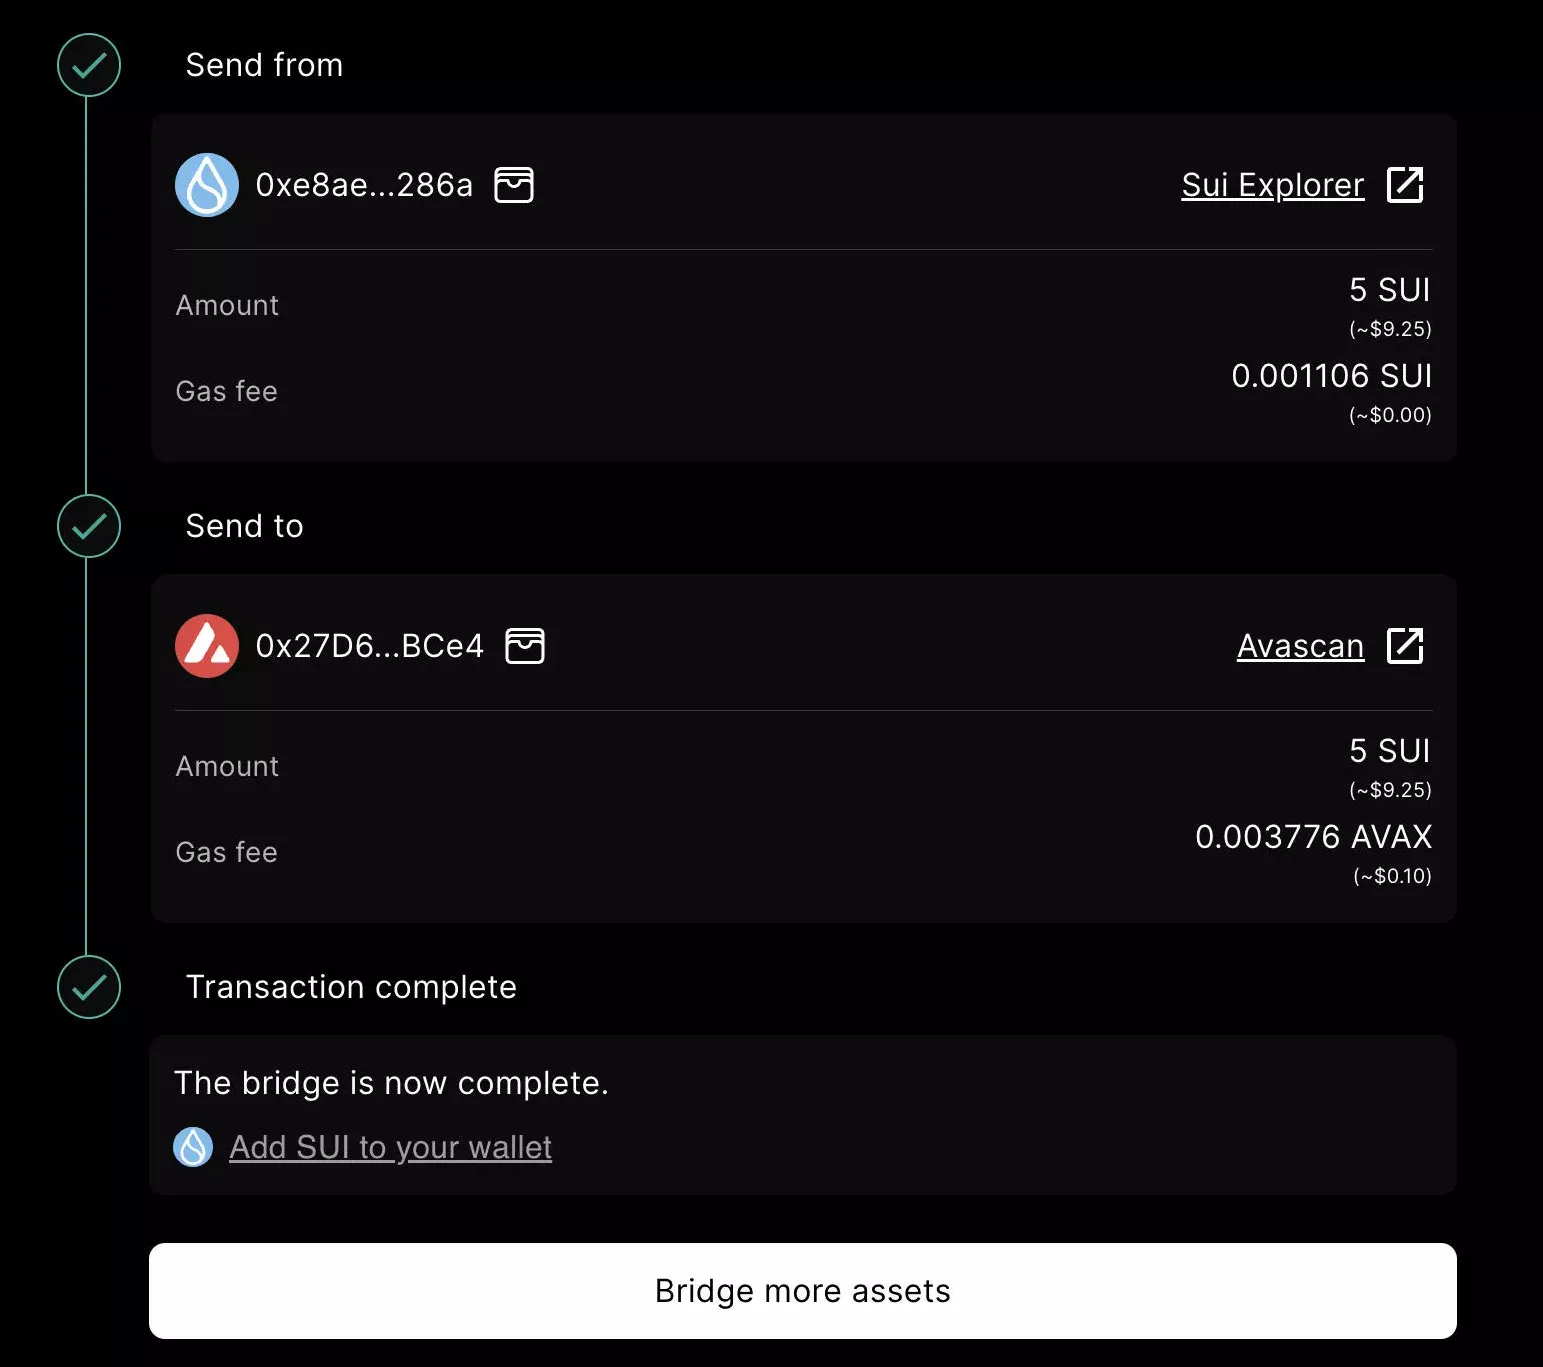 Send from
0xe8ae...286a
Sui Explorer
Amount
5 SUI
(~$9.25)
Gas fee
0.001106 SUI
(~$0.00)
Send to
0x27D6...BCe4
Avascan
Amount
5 SUI
(~$9.25)
Gas fee
0.003776 AVAX
(~$0.10)
Transaction complete
The bridge is now complete.
Add SUI to your wallet
Bridge more assets